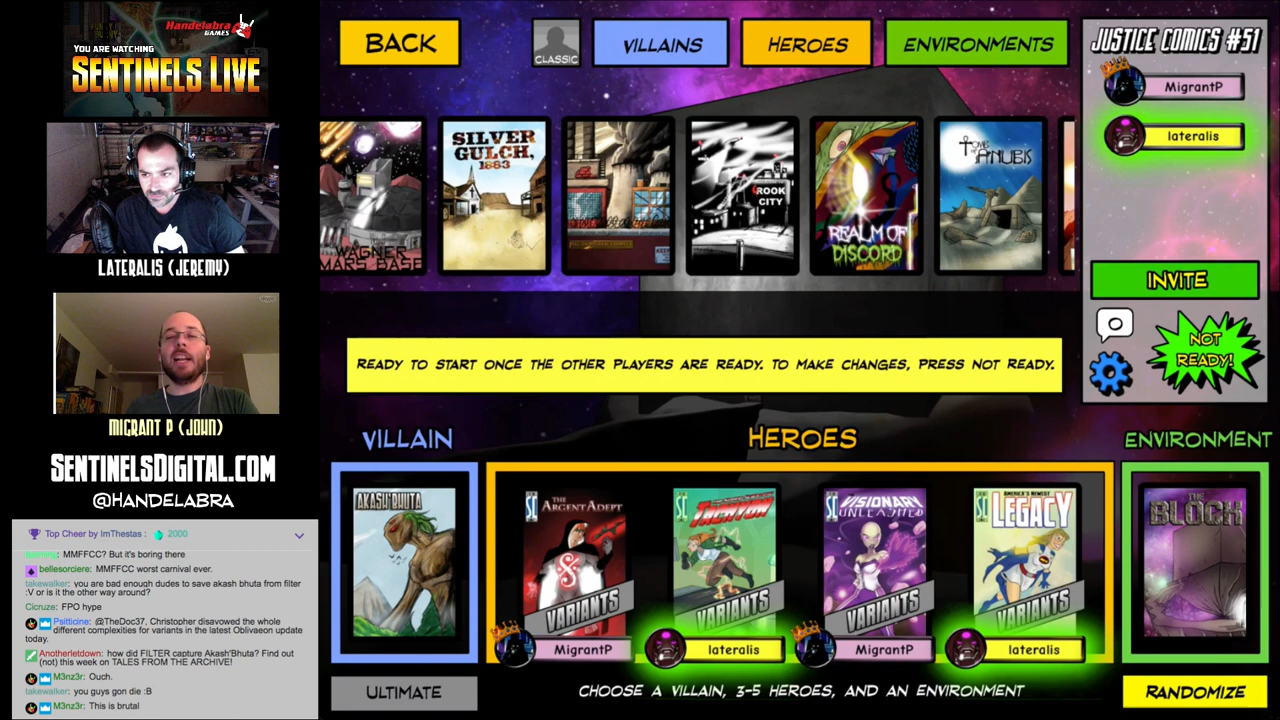 Handelabra
GAMES
YOU ARE WATCHING
SENTINELS LIVE
LATERALIS (JEREMY)
MIGRANT P (JOHN)
SENTINELSDIGITAL.COM
@HANDELABRA
Top Cheer by ImThestas : 2000
MMFFCC? But it's boring there
bellesorciere: MMFFCC worst carnival ever.
takewalker: you are bad enough dudes to save akash bhuta from filter
:V or is it the other way around?
Cicruze: FPO hype
Psitticine: @TheDoc37, Christopher disavowed the whole
different complexities for variants in the latest Oblivaeon update
today.
Anotherletdown: how did FILTER capture Akash'Bhuta? Find out
(not) this week on TALES FROM THE ARCHIVE!
M3nz3r: Ouch.
takewalker: you guys gon die :B
M3nz3r: This is brutal
BACK
CLASSIC
VILLAINS
HEROES
ENVIRONMENTS
WAGNER
MARS BASE
SILVER
GULCH,
1883
ROOK
CITY
REALM OF
DISCORD
TOMB OF
ANUBIS
READY TO START ONCE THE OTHER PLAYERS ARE READY. TO MAKE CHANGES, PRESS NOT READY.
VILLAIN
HEROES
ENVIRONMENT
AKASH'BHUTA
THE
ARGENT ADEPT
VARIANTS
MigrantP
TACHYON
VARIANTS
lateralis
VISIONARY
UNLEASHED
VARIANTS
MigrantP
AMERICA'S NEWEST
LEGACY
VARIANTS
lateralis
THE
BLOCK
ULTIMATE
CHOOSE A VILLAIN, 3-5 HEROES, AND AN ENVIRONMENT
RANDOMIZE
JUSTICE COMICS #51
MigrantP
lateralis
INVITE
NOT
READY!